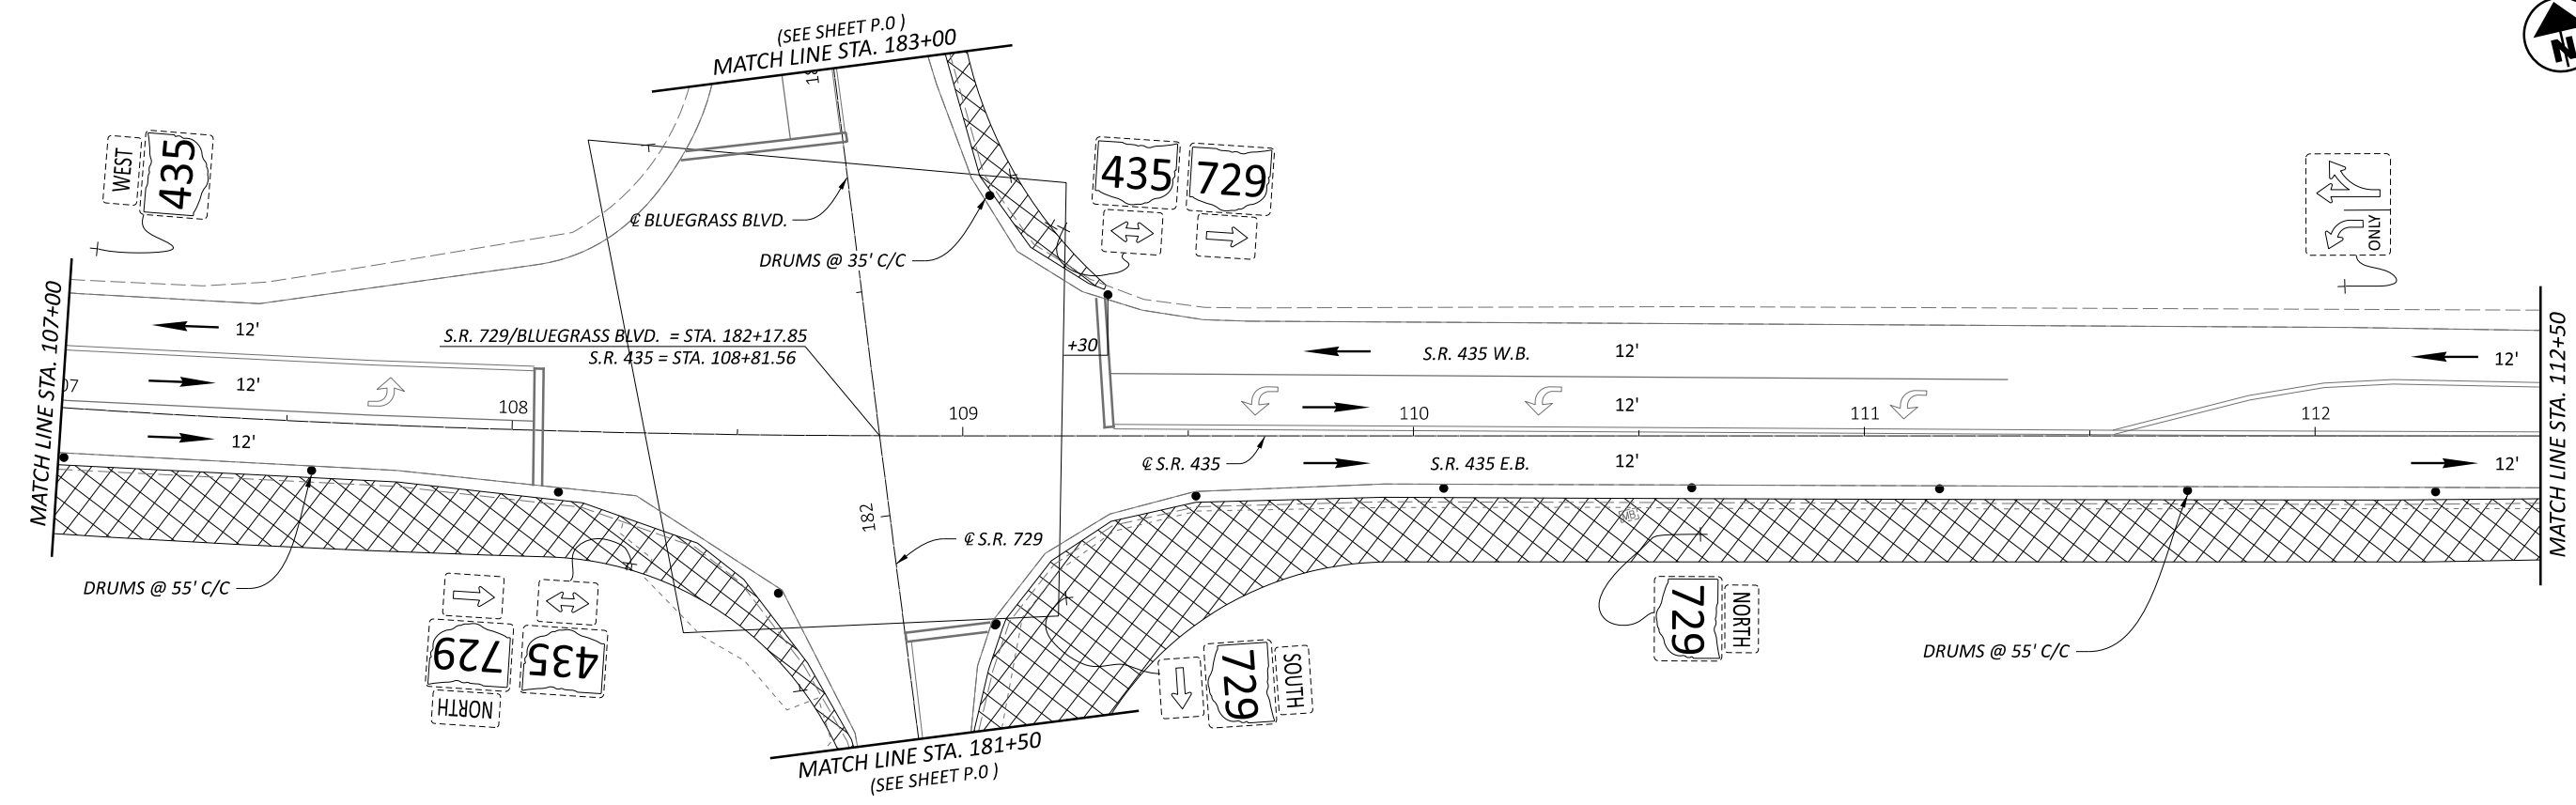 (SEE SHEET P.0 )
MATCH LINE STA. 183+00
18
N
WEST
435
435
729
ONLY
℄ BLUEGRASS BLVD.
DRUMS @ 35' C/C
MATCH LINE STA. 107+00
12'
S.R. 729/BLUEGRASS BLVD. = STA. 182+17.85
S.R. 435 = STA. 108+81.56
+30
S.R. 435 W.B.
12'
12'
MATCH LINE STA. 112+50
07
12'
108
109
110
12'
111
112
12'
℄ S.R. 435
S.R. 435 E.B.
12'
12'
182
℄ S.R. 729
MB
DRUMS @ 55' C/C
729
435
NORTH
729
SOUTH
729
NORTH
DRUMS @ 55' C/C
MATCH LINE STA. 181+50
(SEE SHEET P.0 )